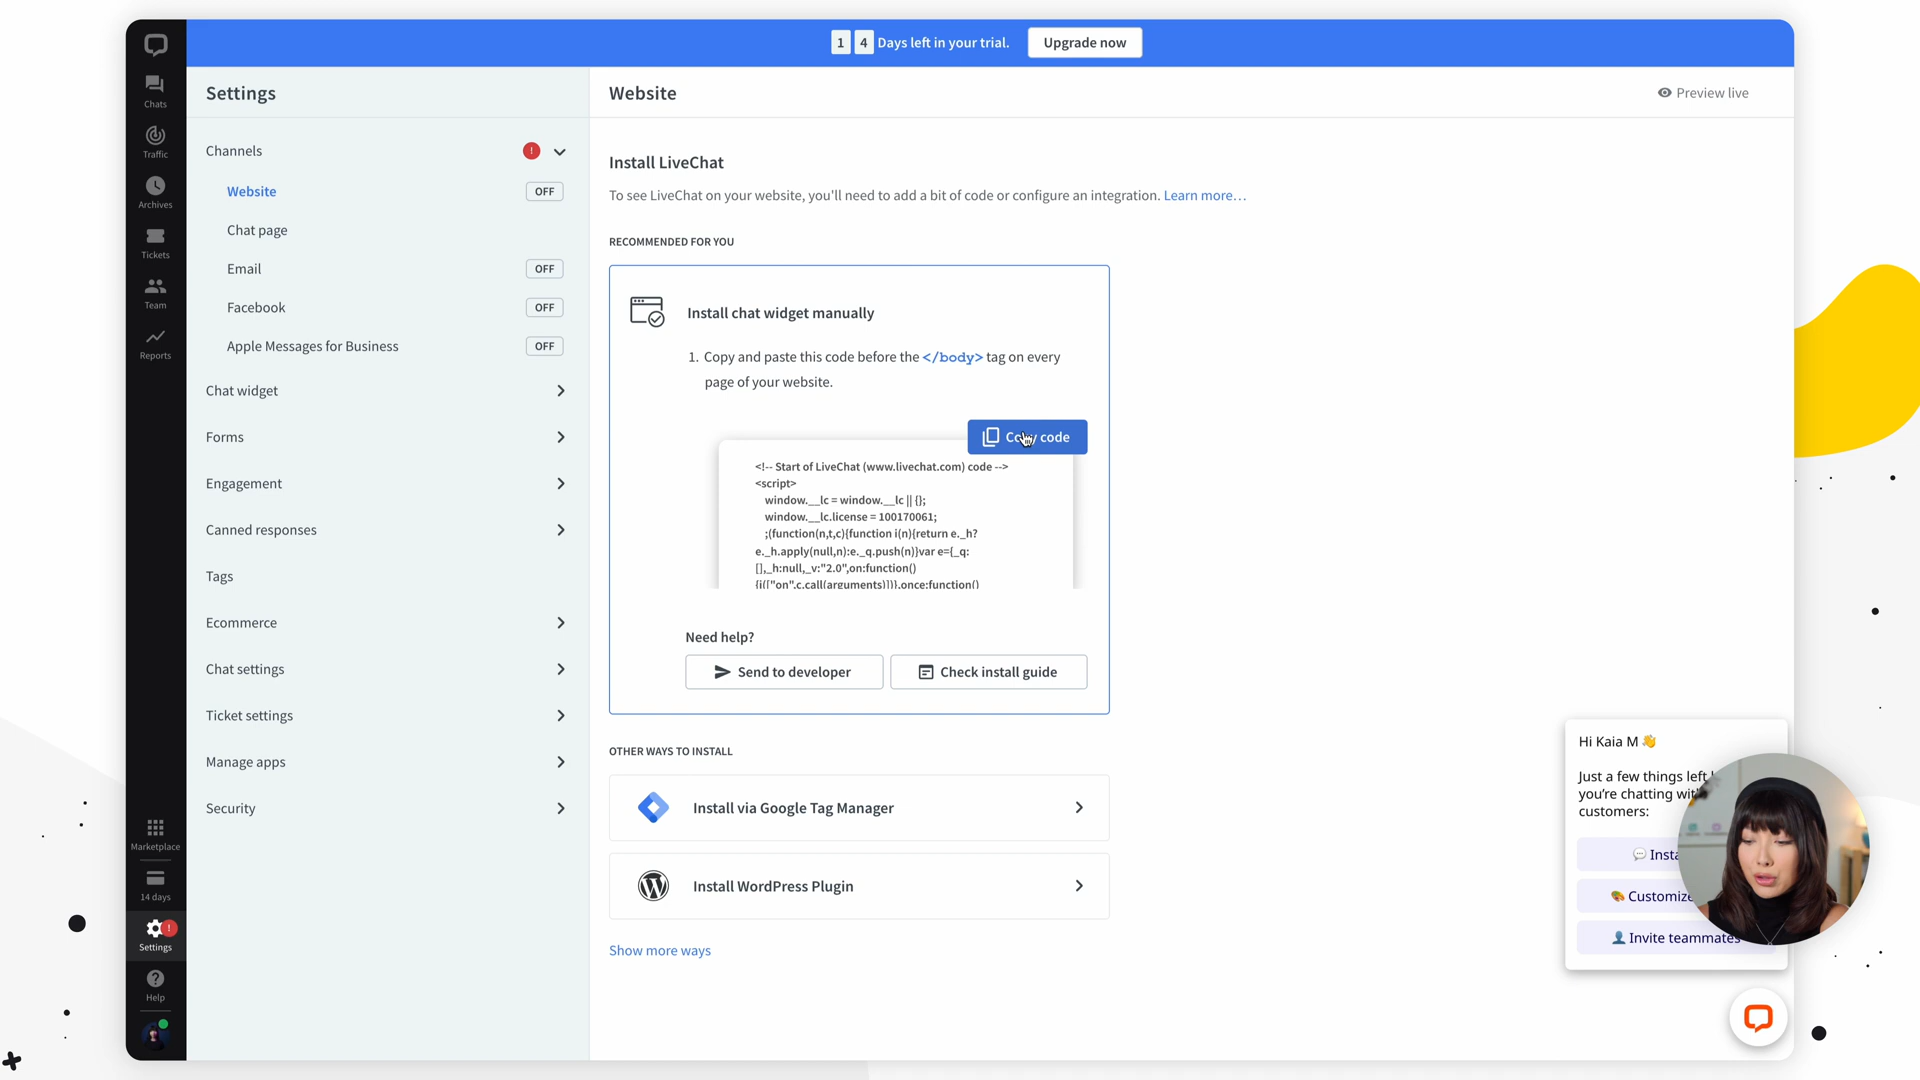 1 4 Days left in your trial.
Upgrade now
Chats
Traffic
Archives
Tickets
Team
Reports
Marketplace
14 days
Settings
Help
Settings
Channels
Website OFF
Chat page
Email OFF
Facebook OFF
Apple Messages for Business OFF
Chat widget
Forms
Engagement
Canned responses
Tags
Ecommerce
Chat settings
Ticket settings
Manage apps
Security
Website
Preview live
Install LiveChat
To see LiveChat on your website, you'll need to add a bit of code or configure an integration. Learn more…
RECOMMENDED FOR YOU
Install chat widget manually
1. Copy and paste this code before the </body> tag on every
page of your website.
Copy code
<!-- Start of LiveChat (www.livechat.com) code -->
<script>
window.__lc = window.__lc || {};
window.__lc.license = 100170061;
;(function(n,t,c){function i(n){return e._h?
e._h.apply(null,n):e._q.push(n)}var e={_q:
[],_h:null,_v:"2.0",on:function()
{i(["on",c.call(arguments)])},once:function()
Need help?
Send to developer
Check install guide
OTHER WAYS TO INSTALL
Install via Google Tag Manager
Install WordPress Plugin
Show more ways
Hi Kaia M 👋
Just a few things left
you're chatting
customers:
Customize
Invite teammates